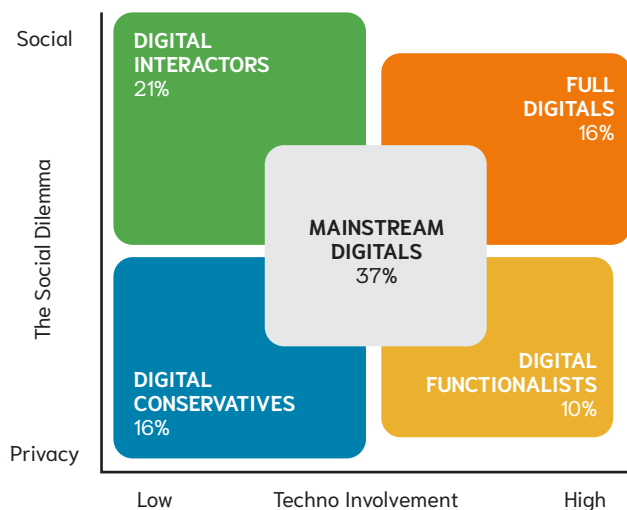 Social
DIGITAL
INTERACTORS
21%
FULL
DIGITALS
16%
The Social Dilemma
MAINSTREAM
DIGITALS
37%
DIGITAL
CONSERVATIVES
16%
DIGITAL
FUNCTIONALISTS
10%
Privacy
Low
Techno Involvement
High